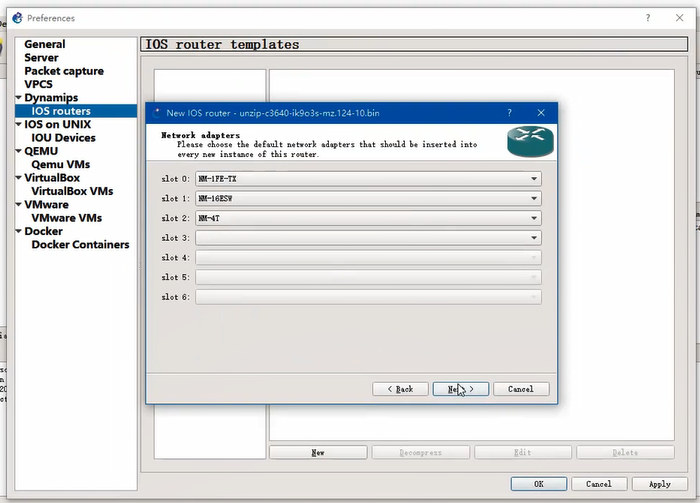 Preferences
General
Server
Packet capture
VPCS
Dynamips
IOS routers
IOS on UNIX
IOU Devices
QEMU
Qemu VMs
VirtualBox
VirtualBox VMs
VMware
VMware VMs
Docker
Docker Containers
IOS router templates
New IOS router - unzip-c3640-ik9o3s-mz.124-10.bin
Network adapters
Please choose the default network adapters that should be inserted into
every new instance of this router.
slot 0: NM-1FE-TX
slot 1: NM-16ESW
slot 2: NM-4T
slot 3:
slot 4:
slot 5:
slot 6:
< Back
Cancel
New
Decompress
Edit
Delete
OK
Cancel
Apply